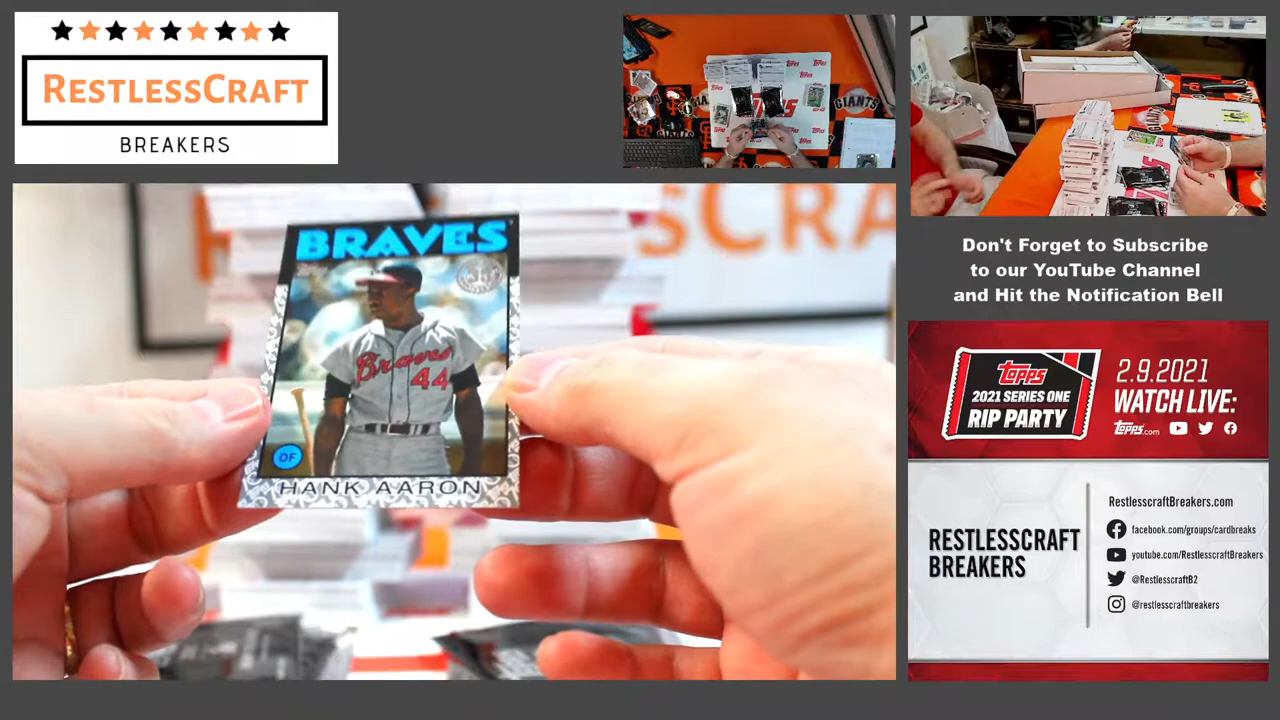 RESTLESSCRAFT
BREAKERS
GIANTS
GIANTS
SCRA
BRAVES
Braves
44
OF
HANK AARON
Don't Forget to Subscribe
to our YouTube Channel
and Hit the Notification Bell
TOPPS
2021 SERIES ONE
RIP PARTY
2.9.2021
WATCH LIVE:
TOPPS.com
RESTLESSCRAFT
BREAKERS
RestlesscraftBreakers.com
facebook.com/groups/cardbreaks
youtube.com/RestlesscraftBreakers
@RestlesscraftB2
@restlesscraftbreakers